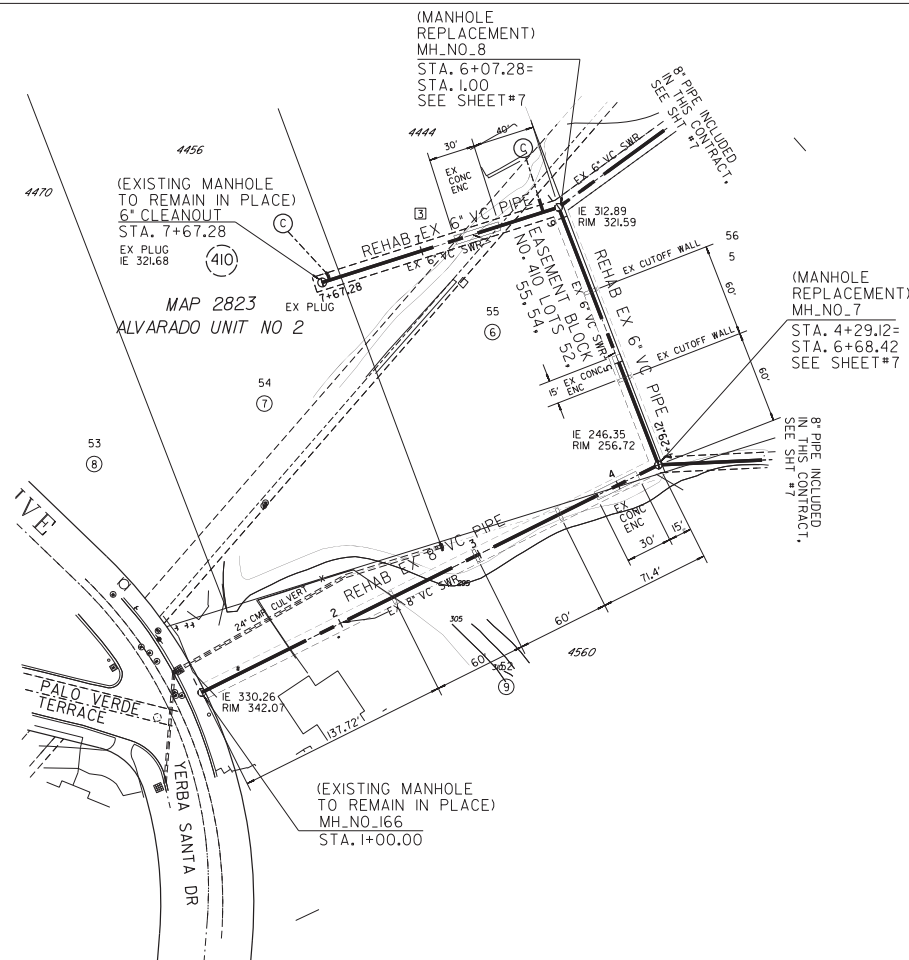 (MANHOLE
REPLACEMENT)
MH_NO_8
STA. 6+07.28=
STA. 1.00
SEE SHEET #7
8" PIPE INCLUDED
IN THIS CONTRACT.
SEE SHT #7
4456
4444
30'
40'
C
EX
CONC
ENC
EX 6" VC SWR
4470
(EXISTING MANHOLE
TO REMAIN IN PLACE)
6" CLEANOUT
STA. 7+67.28
EX PLUG
IE 321.68
C
410
3
REHAB EX 6" VC PIPE
7
EX 6" VC SWR
7+67.28
EX PLUG
1
6
IE 312.89
RIM 321.59
EASEMENT BLOCK
NO. 410 LOTS 52,
55,54.
EX 6" VC SWR
REHAB EX 6" VC PIPE
56
5
EX CUTOFF WALL
60'
EX CUTOFF WALL
60'
MAP 2823
ALVARADO UNIT NO 2
(MANHOLE
REPLACEMENT)
MH_NO_7
STA. 4+29.12=
STA. 6+68.42
SEE SHEET #7
55
6
54
7
53
8
5
15'
EX CONC
ENC
4+29.12
IE 246.35
RIM 256.72
8" PIPE INCLUDED
IN THIS CONTRACT.
SEE SHT #7
4
EX
CONC
ENC
30'
15'
71.4'
REHAB EX 8" VC PIPE
3
EX 8" VC SWR
295
2
24" CMP CULVERT
x
305
310
60'
60'
52
9
4560
137.72'
IE 330.26
RIM 342.07
IVE
PALO VERDE
TERRACE
YERBA SANTA DR
(EXISTING MANHOLE
TO REMAIN IN PLACE)
MH_NO_166
STA. 1+00.00